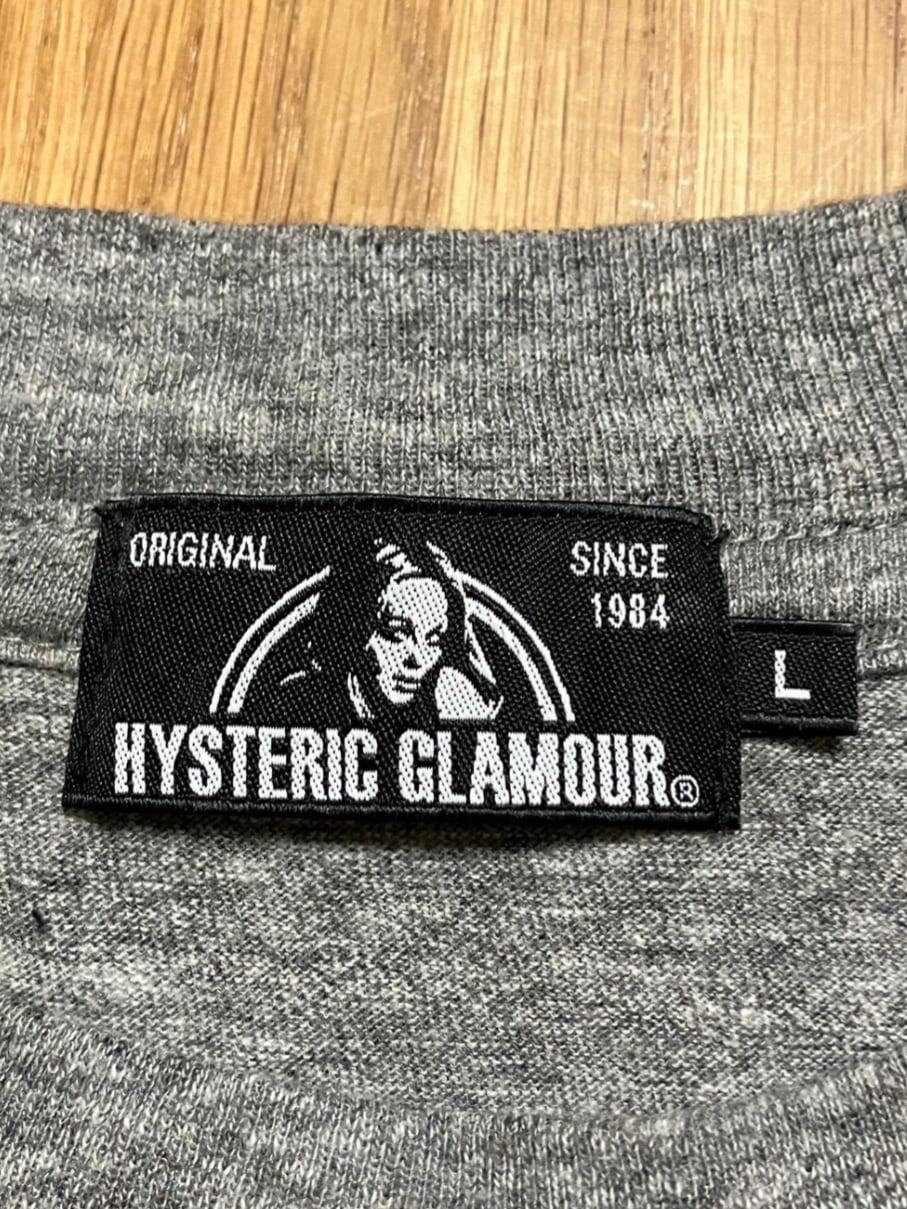 ORIGINAL
SINCE
1984
HYSTERIC GLAMOUR®
L